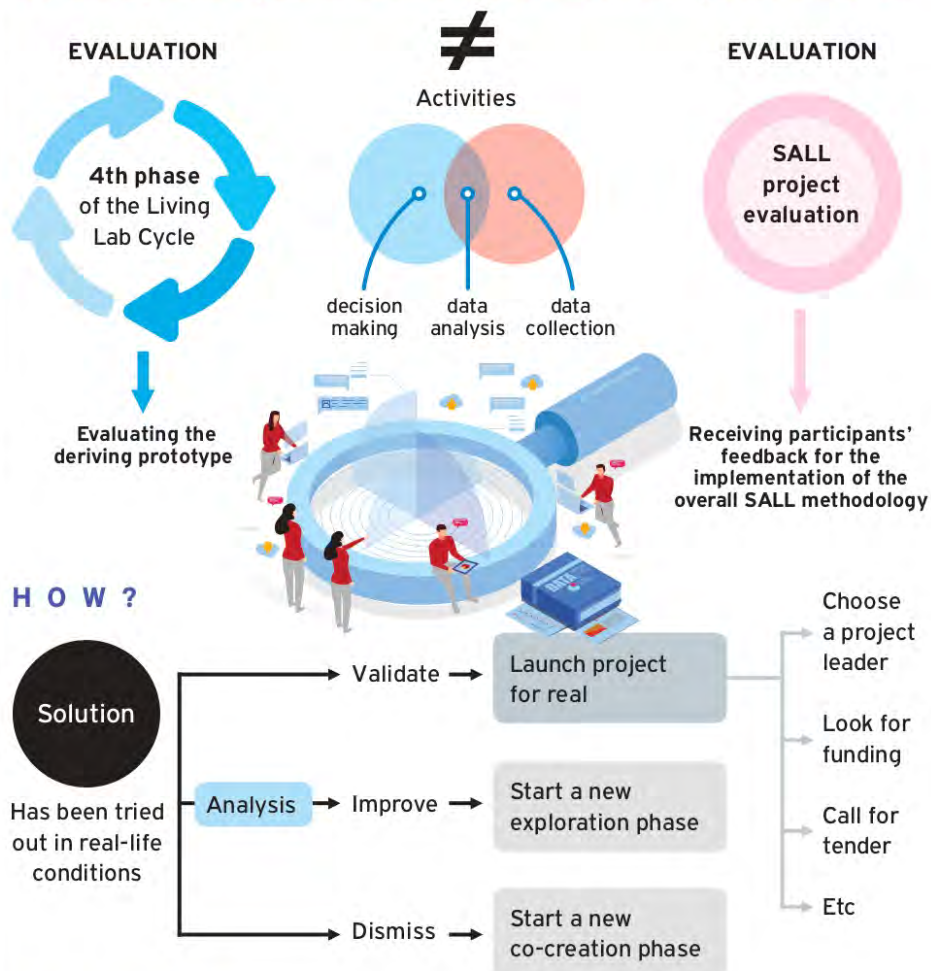 EVALUATION
4th phase
of the Living
Lab Cycle
Evaluating the
deriving prototype
≠
Activities
decision
making
data
analysis
data
collection
EVALUATION
SALL
project
evaluation
Receiving participants'
feedback for the
implementation of the
overall SALL methodology
DATA
HOW?
Solution
Has been tried
out in real-life
conditions
Analysis
Validate
Launch project
for real
Choose
a project
leader
Look for
funding
Call for
tender
Etc
Improve
Start a new
exploration phase
Dismiss
Start a new
co-creation phase